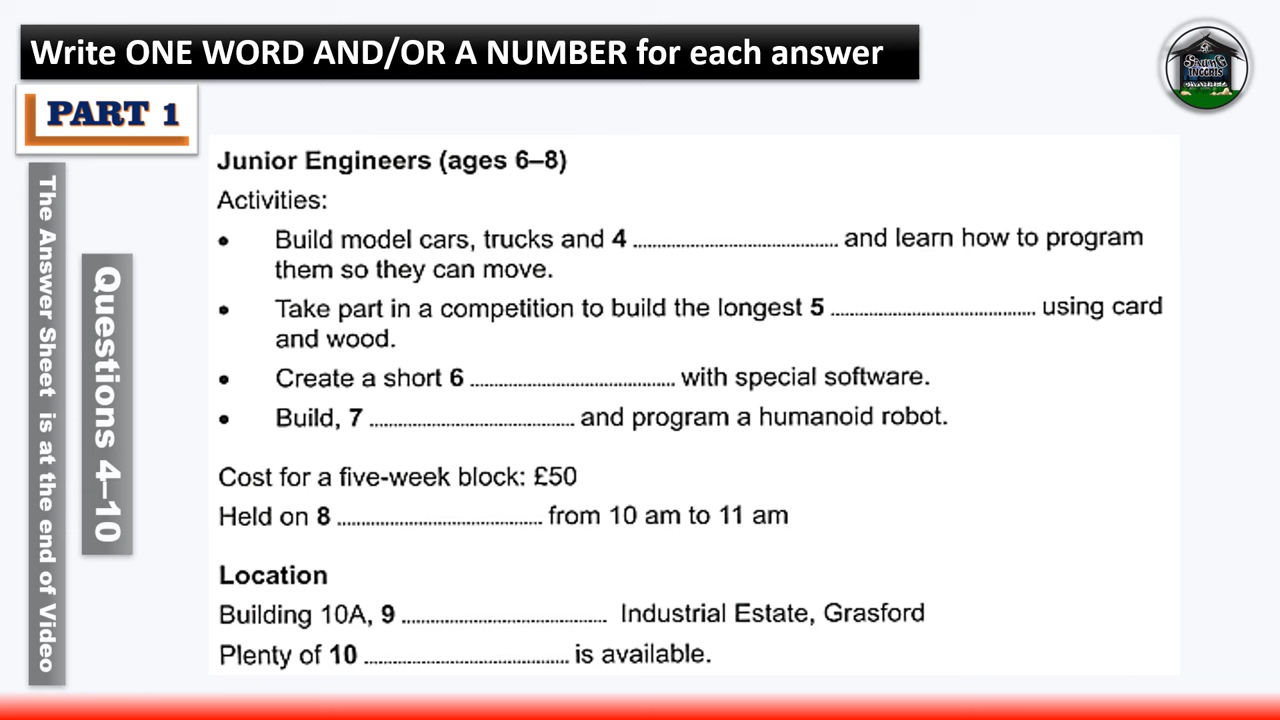 Write ONE WORD AND/OR A NUMBER for each answer
PART 1
The Answer Sheet is at the end of Video
Questions 4–10
Junior Engineers (ages 6–8)
Activities:
• Build model cars, trucks and 4 .......................................... and learn how to program
them so they can move.
• Take part in a competition to build the longest 5 .......................................... using card
and wood.
• Create a short 6 .......................................... with special software.
• Build, 7 .......................................... and program a humanoid robot.
Cost for a five-week block: £50
Held on 8 .......................................... from 10 am to 11 am
Location
Building 10A, 9 .......................................... Industrial Estate, Grasford
Plenty of 10 .......................................... is available.
INGGRIS